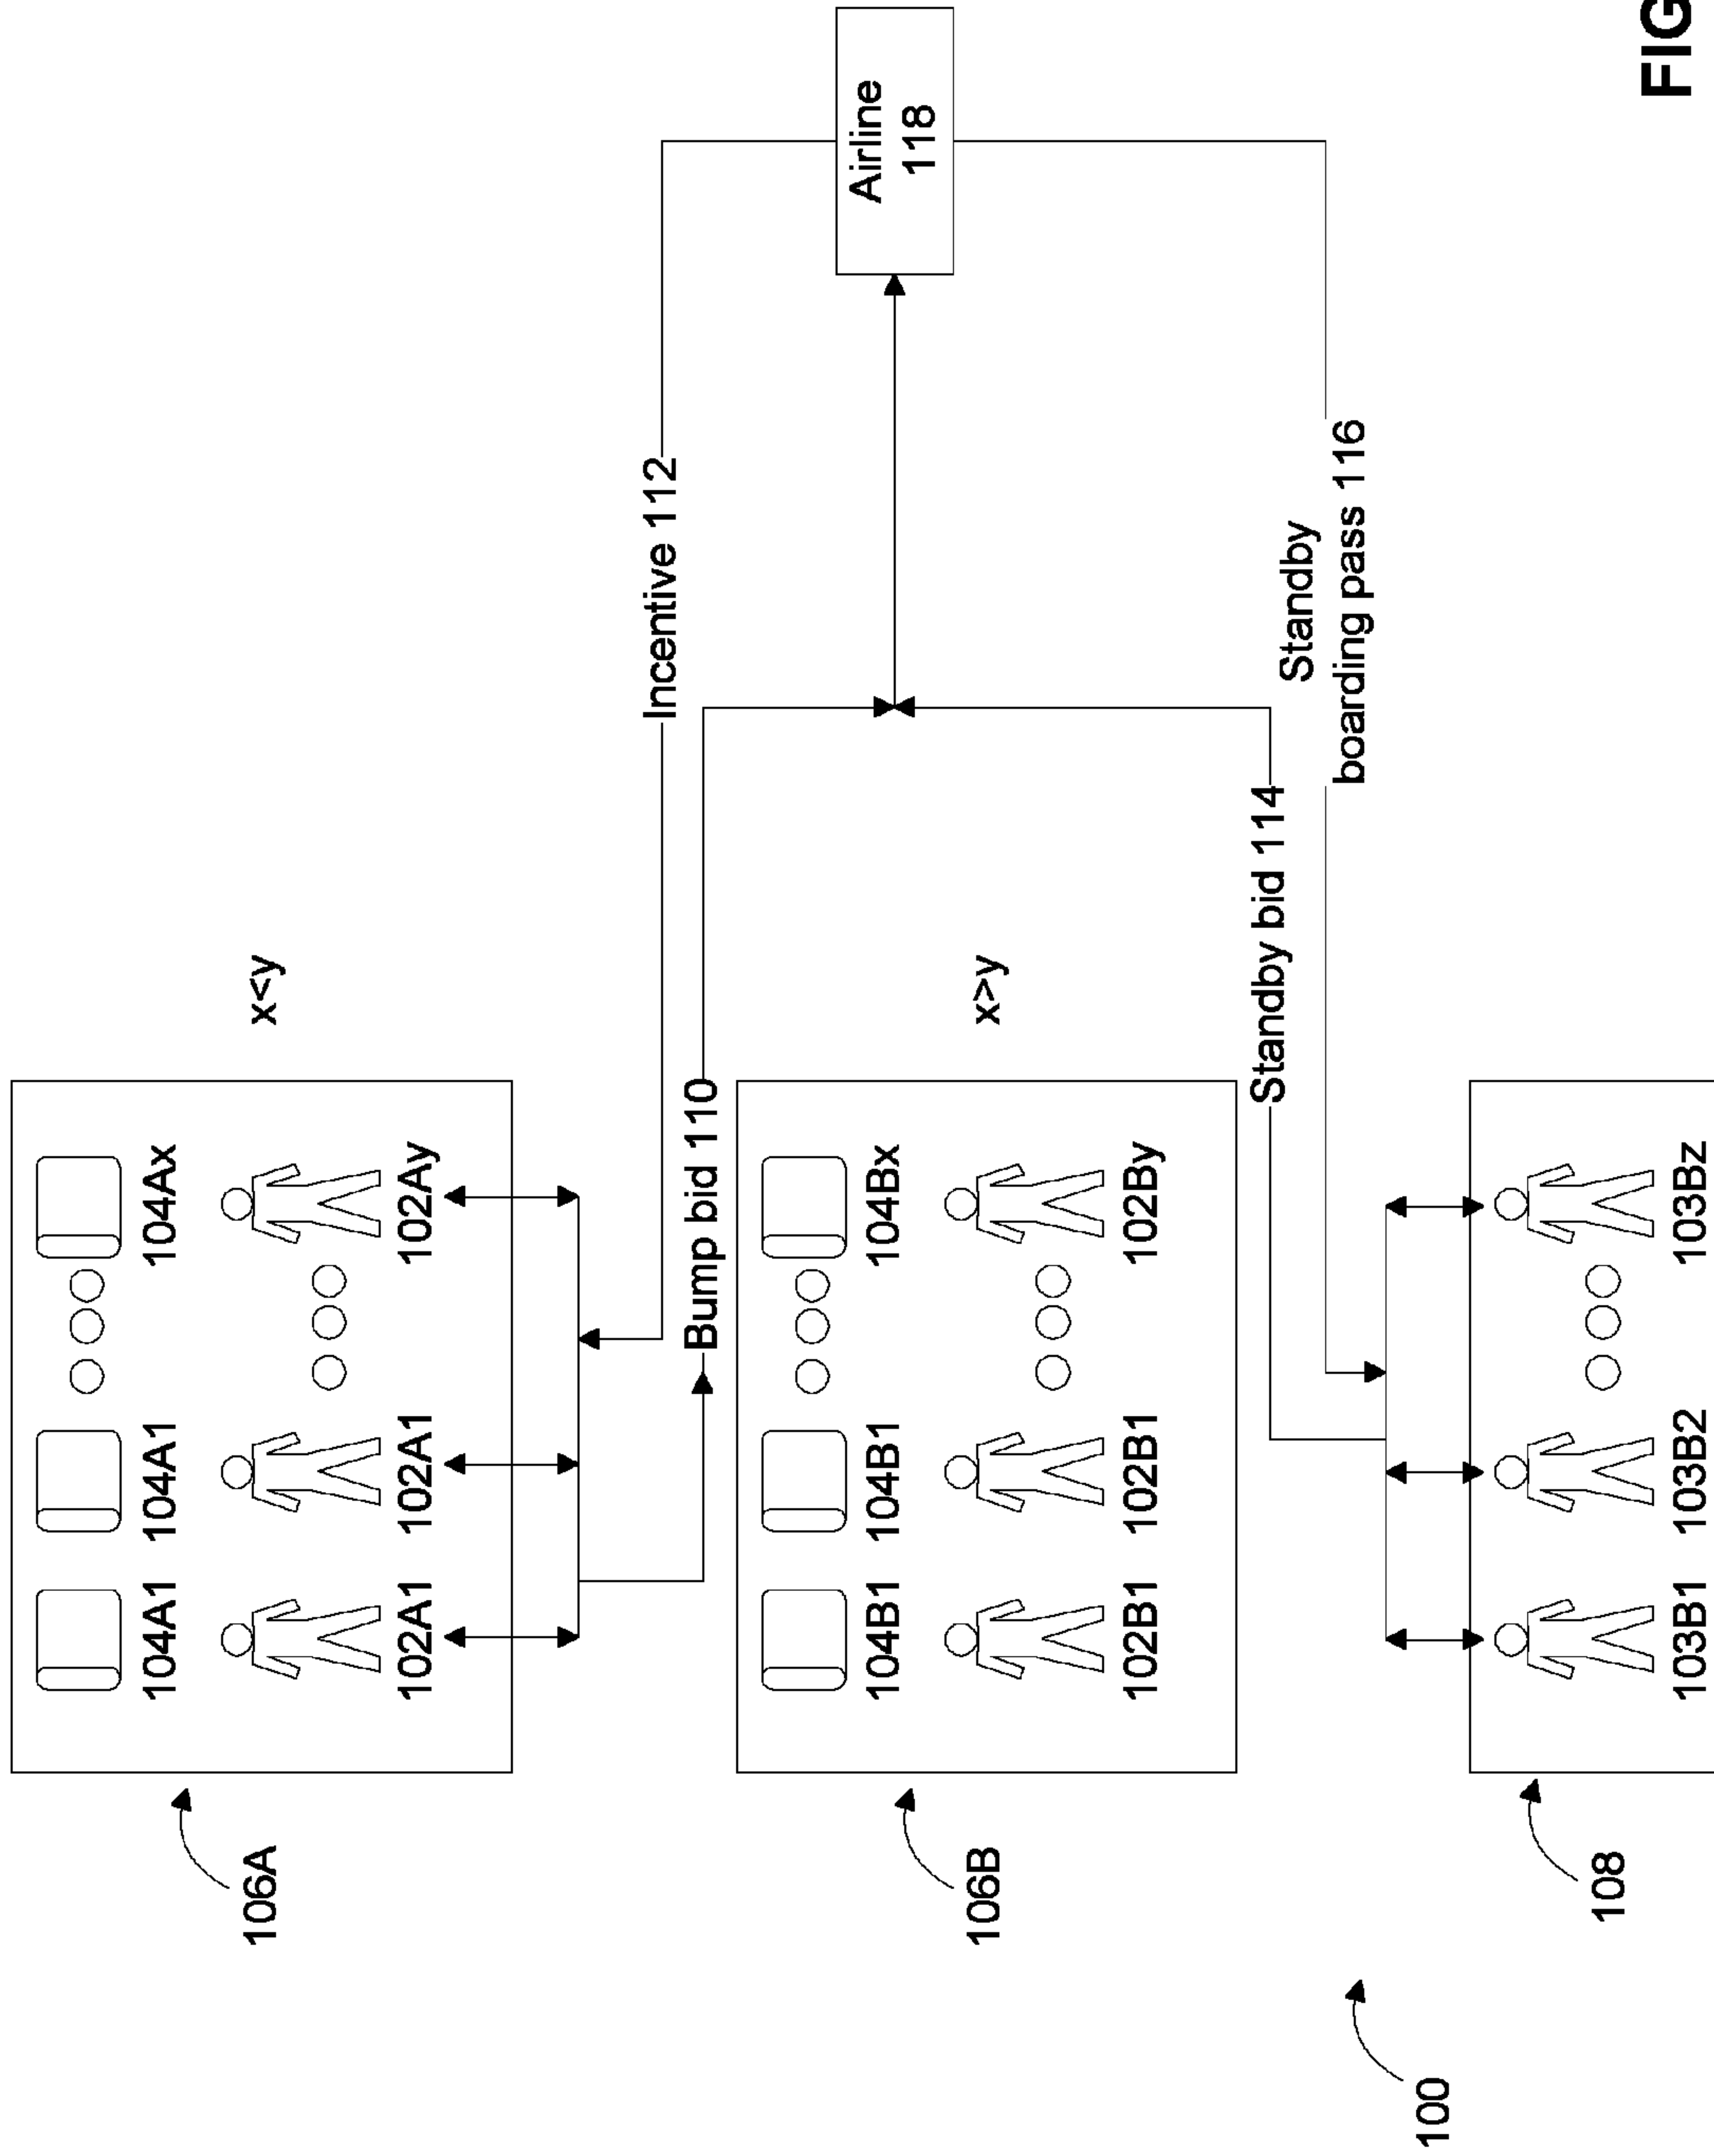 106A
104A1 104A1 104Ax
102A1 102A1 102Ay
x<y
Incentive 112
Bump bid 110
Airline
118
106B
104B1 104B1 104Bx
102B1 102B1 102By
x>y
Standby bid 114
Standby
boarding pass 116
108
103B1 103B2 103Bz
100
FIG